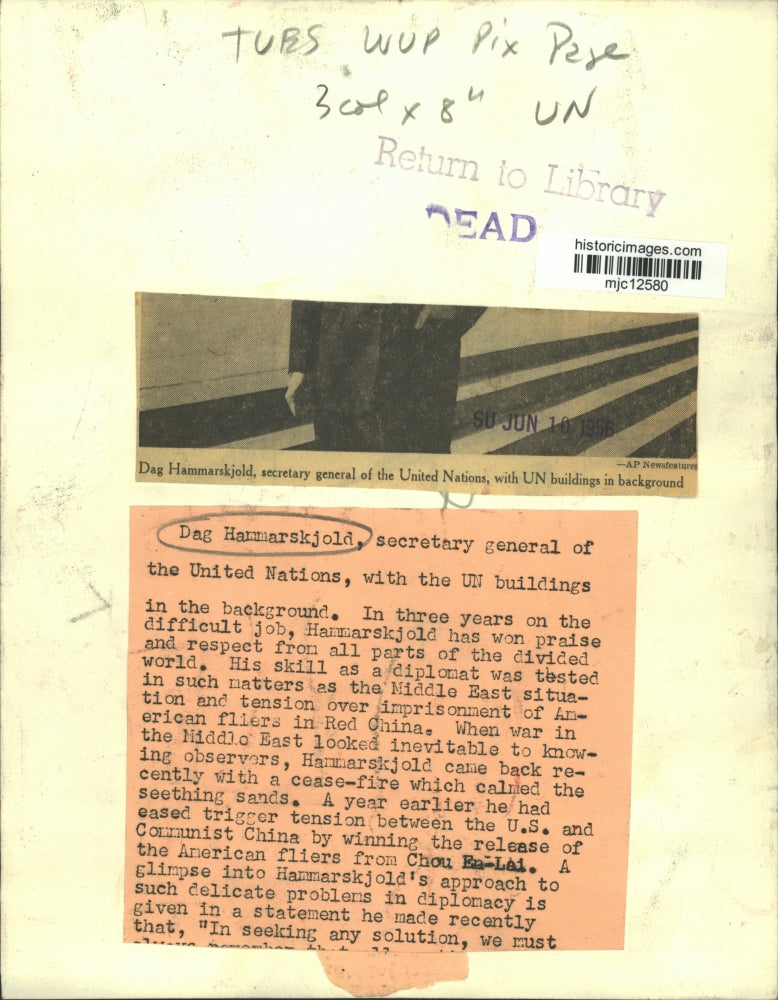 TUES WUP Pix Page
3 col x 8" UN
Return to Library
DEAD
historicimages.com
mjc12580
SU JUN 10 1956
—AP Newsfeatures
Dag Hammarskjold, secretary general of the United Nations, with UN buildings in background
Dag Hammarskjold, secretary general of
the United Nations, with the UN buildings
in the background. In three years on the
difficult job, Hammarskjold has won praise
and respect from all parts of the divided
world. His skill as a diplomat was tested
in such matters as the Middle East situa-
tion and tension over imprisonment of Am-
erican fliers in Red China. When war in
the Middle East looked inevitable to know-
ing observers, Hammarskjold came back re-
cently with a cease-fire which calmed the
seething sands. A year earlier he had
eased trigger tension between the U.S. and
Communist China by winning the release of
the American fliers from Chou En-Lai. A
glimpse into Hammarskjold's approach to
such delicate problems in diplomacy is
given in a statement he made recently
that, "In seeking any solution, we must
always remember that